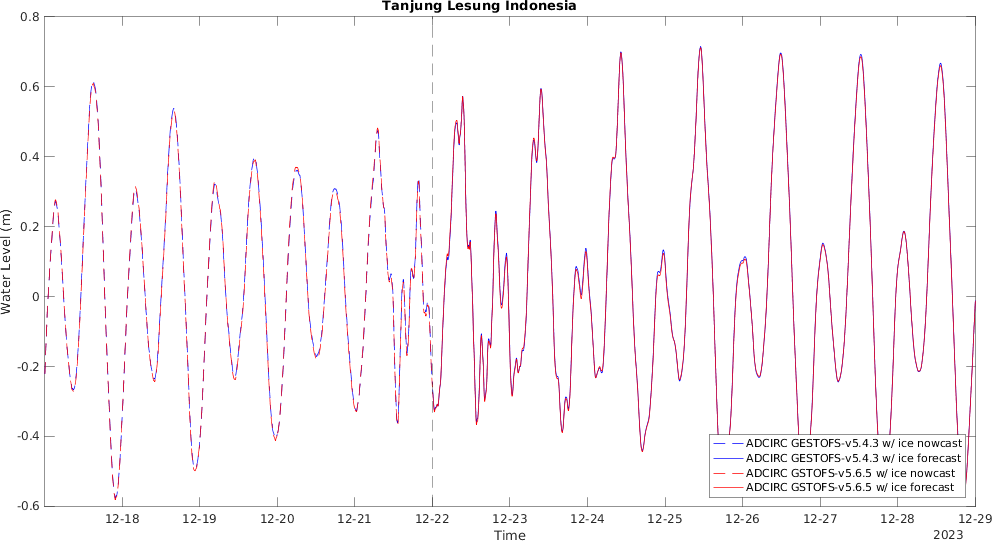 Tanjung Lesung Indonesia
0.8
0.6
0.4
0.2
0
-0.2
-0.4
-0.6
Water Level (m)
ADCIRC GESTOFS-v5.4.3 w/ ice nowcast
ADCIRC GESTOFS-v5.4.3 w/ ice forecast
ADCIRC GSTOFS-v5.6.5 w/ ice nowcast
ADCIRC GSTOFS-v5.6.5 w/ ice forecast
12-18 12-19 12-20 12-21 12-22 12-23 12-24 12-25 12-26 12-27 12-28 12-29
Time
2023